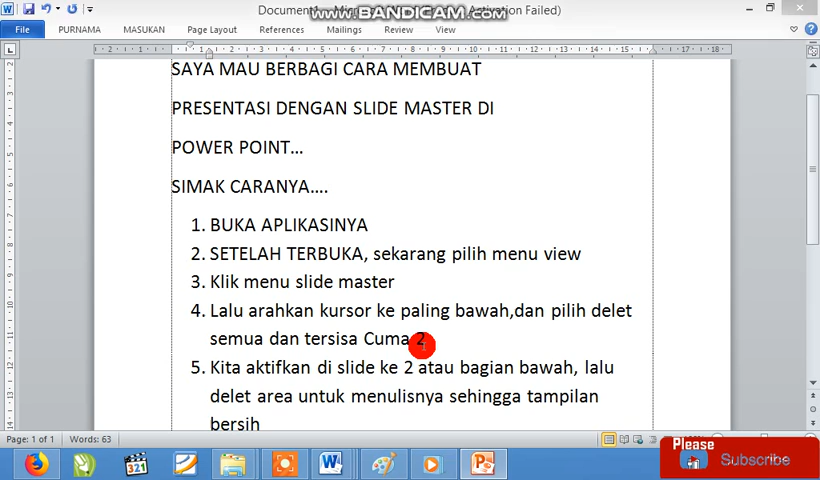 Document1 - Mic
Activation Failed)
www.BANDICAM.com
File PURNAMA MASUKAN Page Layout References Mailings Review View
SAYA MAU BERBAGI CARA MEMBUAT
PRESENTASI DENGAN SLIDE MASTER DI
POWER POINT...
SIMAK CARANYA....
1. BUKA APLIKASINYA
2. SETELAH TERBUKA, sekarang pilih menu view
3. Klik menu slide master
4. Lalu arahkan kursor ke paling bawah,dan pilih delet
semua dan tersisa Cuma 2
5. Kita aktifkan di slide ke 2 atau bagian bawah, lalu
delet area untuk menulisnya sehingga tampilan
bersih
Page: 1 of 1 Words: 63
Please
Subscribe